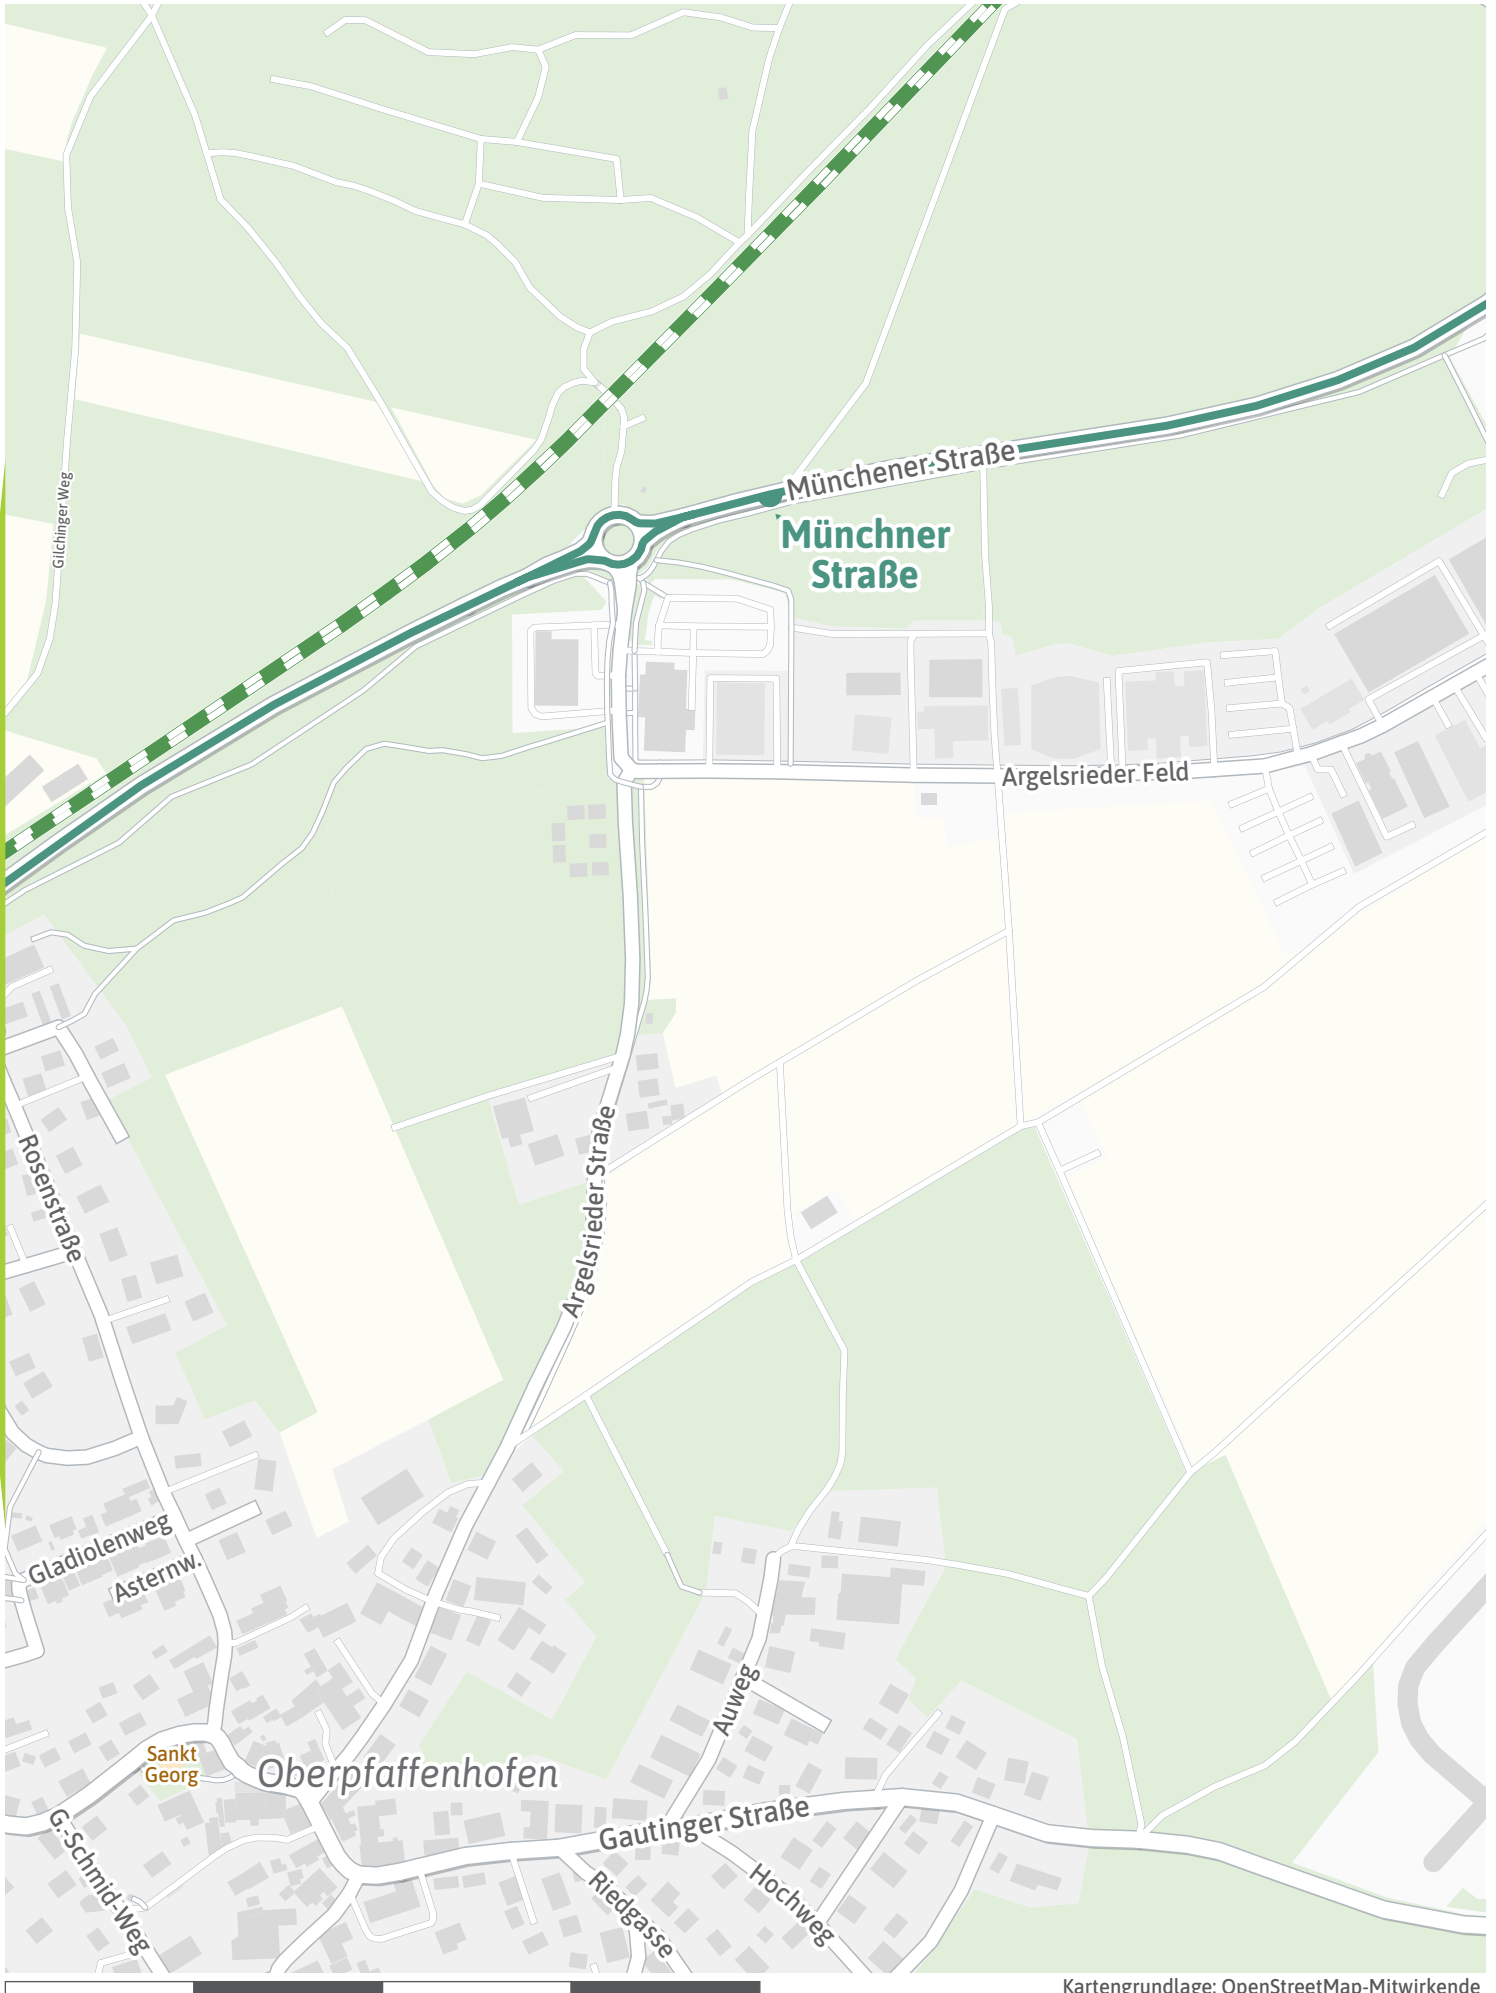 Münchener Straße
Gilchinger Weg
Münchner
Straße
Argelsrieder Feld
Argelsrieder Straße
Rosenstraße
Gladiolenweg
Asternw.
Auweg
Sankt
Georg
Oberpfaffenhofen
Gautinger Straße
G.-Schmid-Weg
Riedgasse
Hochweg
Kartengrundlage: OpenStreetMap-Mitwirkende